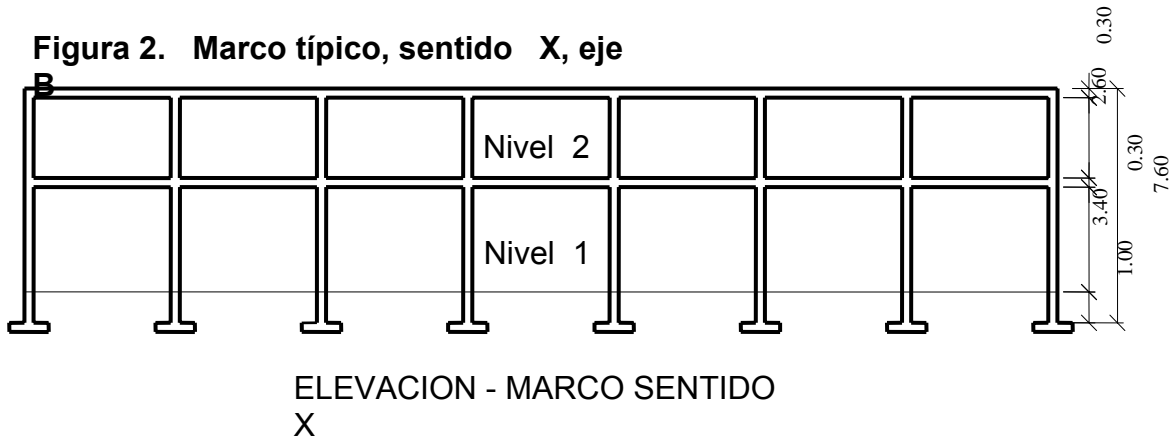 Figura 2. Marco típico, sentido X, eje
B
0.30
2.60
Nivel 2
0.30
7.60
3.40
Nivel 1
1.00
ELEVACION - MARCO SENTIDO
X